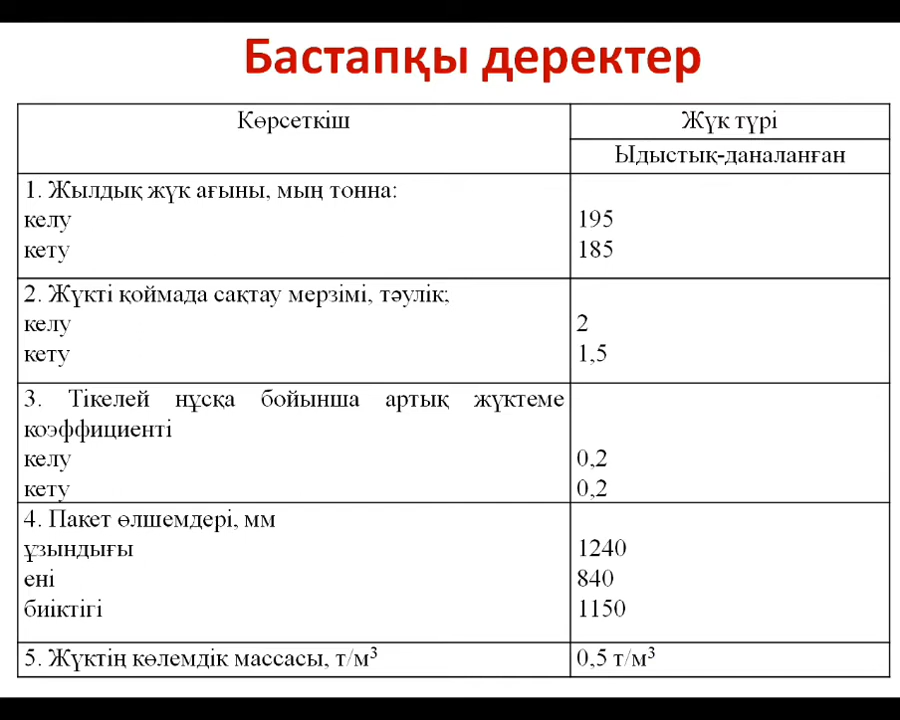 Бастапқы деректер
Көрсеткіш
Жүк түрі
Ыдыстық-даналанған
1. Жылдық жүк ағыны, мың тонна:
келу
195
кету
185
2. Жүкті қоймада сақтау мерзімі, тәулік;
келу
2
кету
1,5
3. Тікелей нұсқа бойынша артық жүктеме
коэффициенті
келу
0,2
кету
0,2
4. Пакет өлшемдері, мм
ұзындығы
1240
ені
840
биіктігі
1150
5. Жүктің көлемдік массасы, т/м³
0,5 т/м³